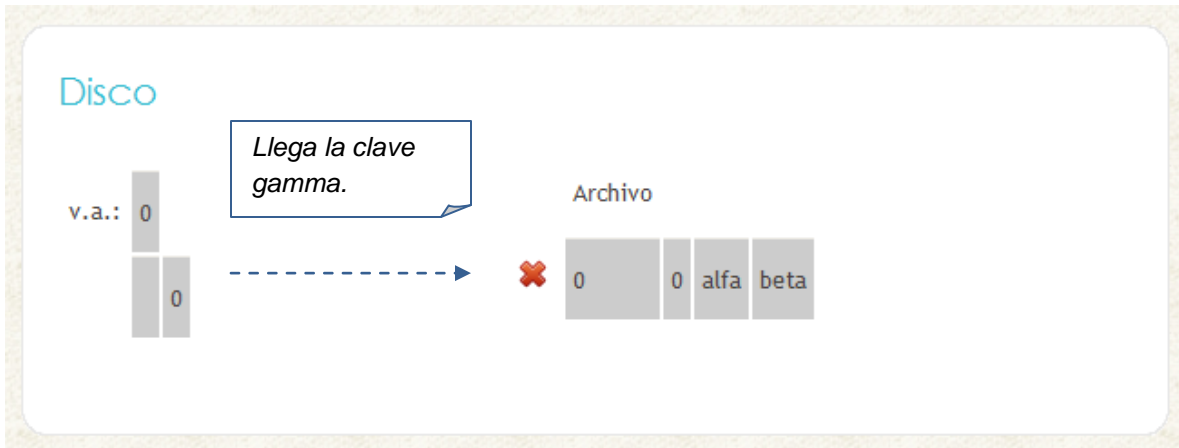 Disco
Llega la clave
gamma.
v.a.: 0
0
Archivo
0 0 alfa beta